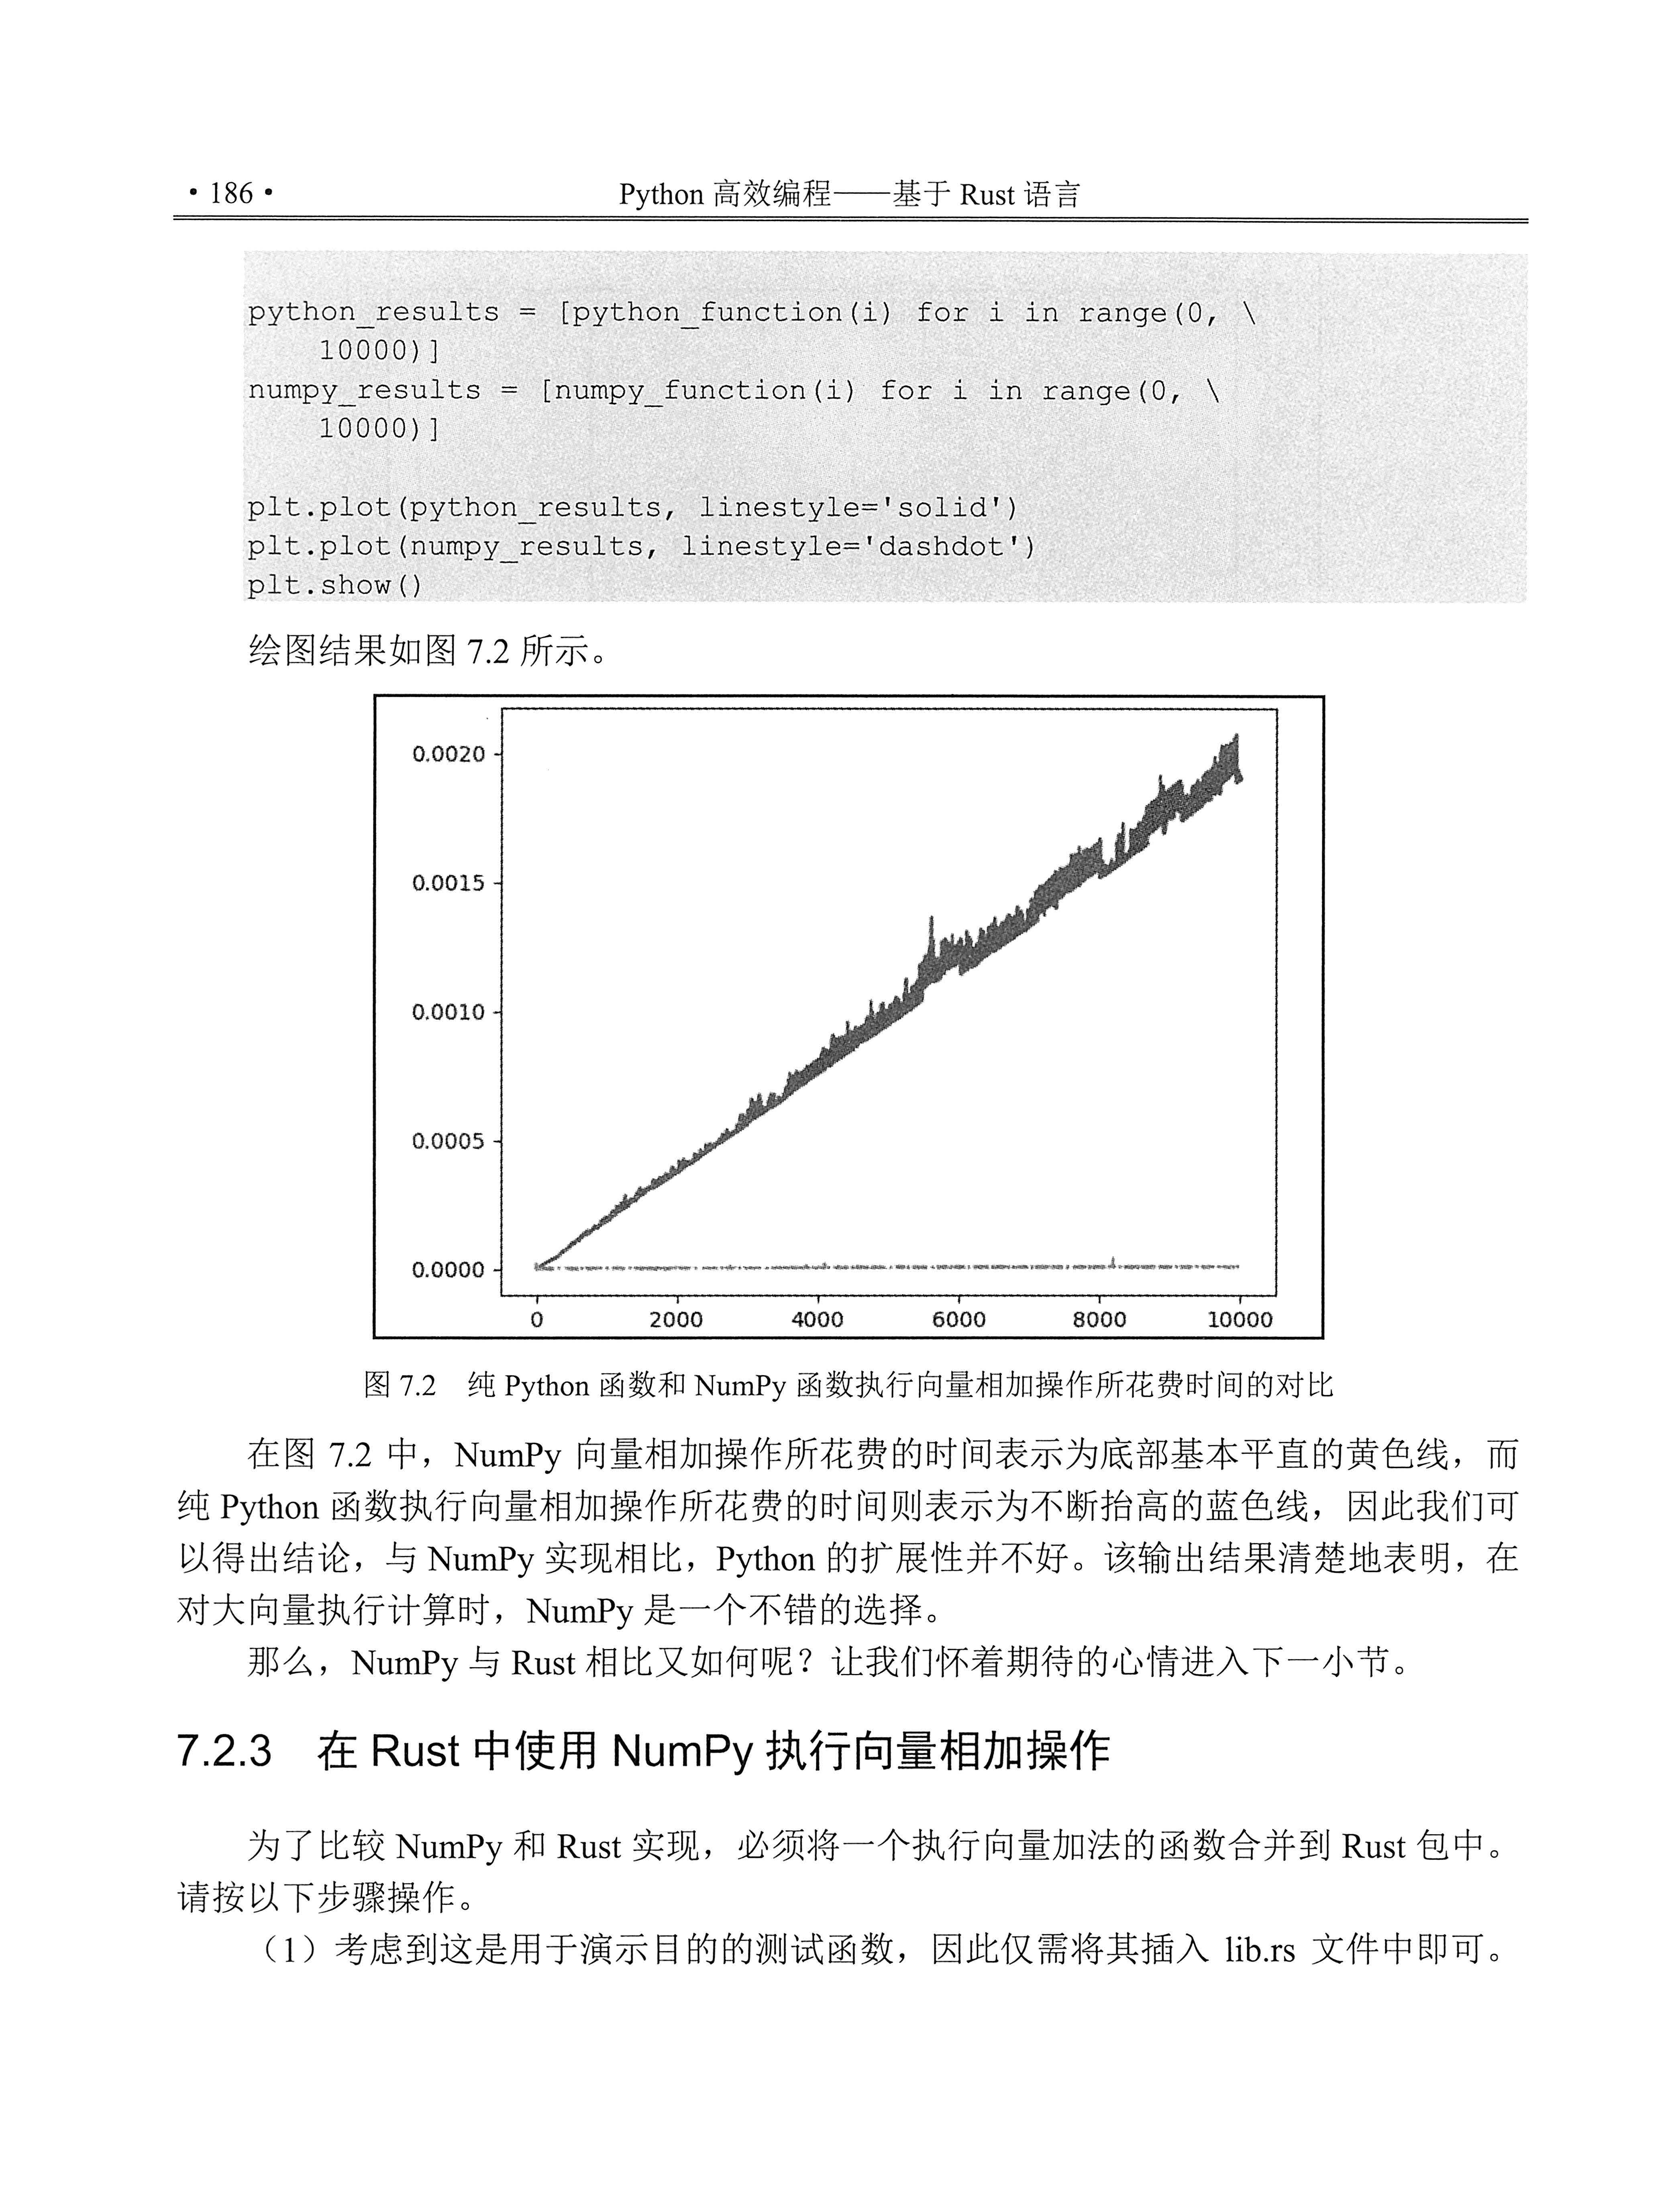 ·186· Python 高效编程——基于 Rust 语言
python_results = [python_function(i) for i in range(0, \
    10000)]
numpy_results = [numpy_function(i) for i in range(0, \
    10000)]
plt.plot(python_results, linestyle='solid')
plt.plot(numpy_results, linestyle='dashdot')
plt.show()
绘图结果如图 7.2 所示。
0.0020
0.0015
0.0010
0.0005
0.0000
0 2000 4000 6000 8000 10000
图 7.2 纯 Python 函数和 NumPy 函数执行向量相加操作所花费时间的对比
在图 7.2 中，NumPy 向量相加操作所花费的时间表示为底部基本平直的黄色线，而
纯 Python 函数执行向量相加操作所花费的时间则表示为不断抬高的蓝色线，因此我们可
以得出结论，与 NumPy 实现相比，Python 的扩展性并不好。该输出结果清楚地表明，在
对大向量执行计算时，NumPy 是一个不错的选择。
那么，NumPy 与 Rust 相比又如何呢？让我们怀着期待的心情进入下一小节。
7.2.3 在 Rust 中使用 NumPy 执行向量相加操作
为了比较 NumPy 和 Rust 实现，必须将一个执行向量加法的函数合并到 Rust 包中。
请按以下步骤操作。
（1）考虑到这是用于演示目的的测试函数，因此仅需将其插入 lib.rs 文件中即可。